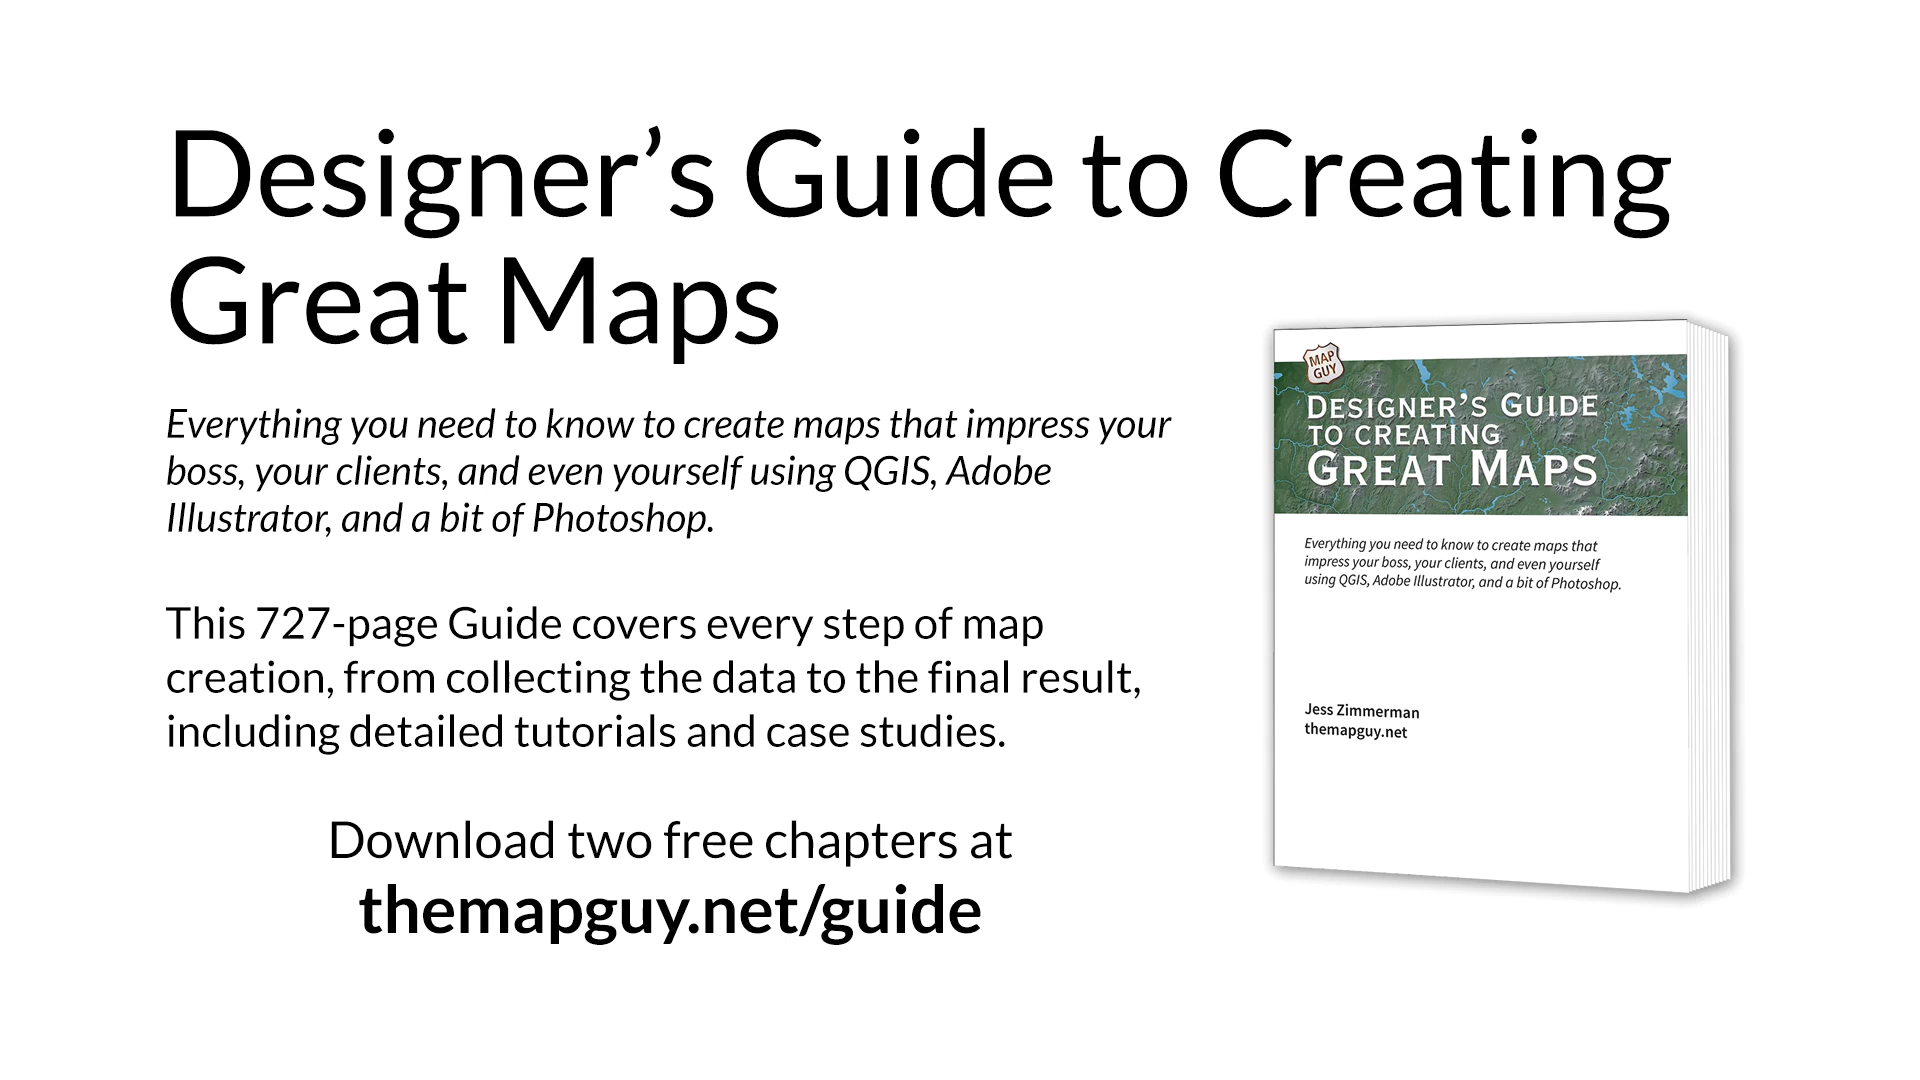 Designer’s Guide to Creating
Great Maps
Everything you need to know to create maps that impress your
boss, your clients, and even yourself using QGIS, Adobe
Illustrator, and a bit of Photoshop.
This 727-page Guide covers every step of map
creation, from collecting the data to the final result,
including detailed tutorials and case studies.
Download two free chapters at
themapguy.net/guide
MAP
GUY
DESIGNER’S GUIDE
TO CREATING
GREAT MAPS
Everything you need to know to create maps that
impress your boss, your clients, and even yourself
using QGIS, Adobe Illustrator, and a bit of Photoshop.
Jess Zimmerman
themapguy.net